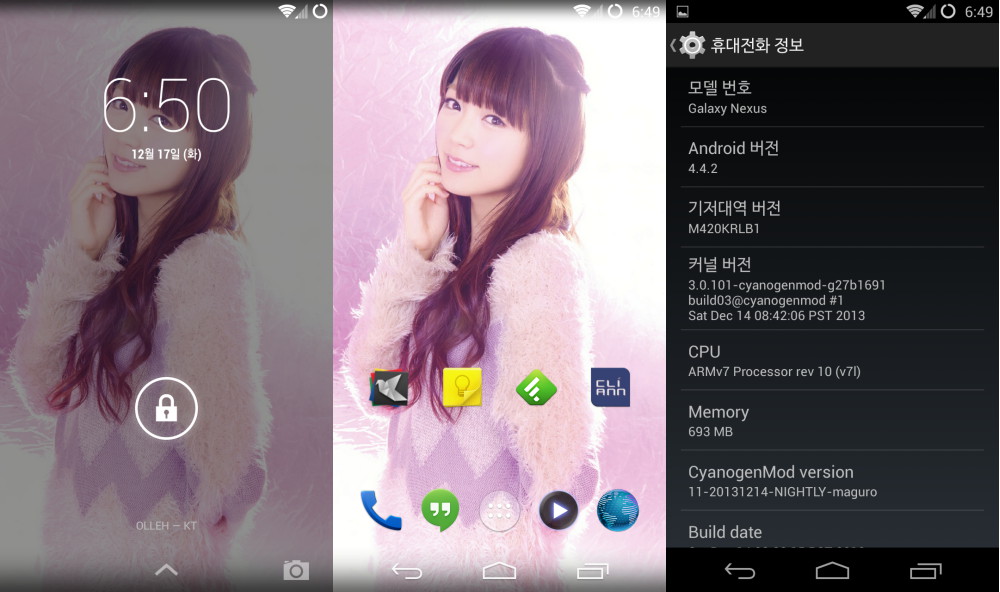 6:50
12월 17일 (화)
OLLEH – KT
6:49
CLi
ANN
6:49
휴대전화 정보
모델 번호
Galaxy Nexus
Android 버전
4.4.2
기저대역 버전
M420KRLB1
커널 버전
3.0.101-cyanogenmod-g27b1691
build03@cyanogenmod #1
Sat Dec 14 08:42:06 PST 2013
CPU
ARMv7 Processor rev 10 (v7l)
Memory
693 MB
CyanogenMod version
11-20131214-NIGHTLY-maguro
Build date